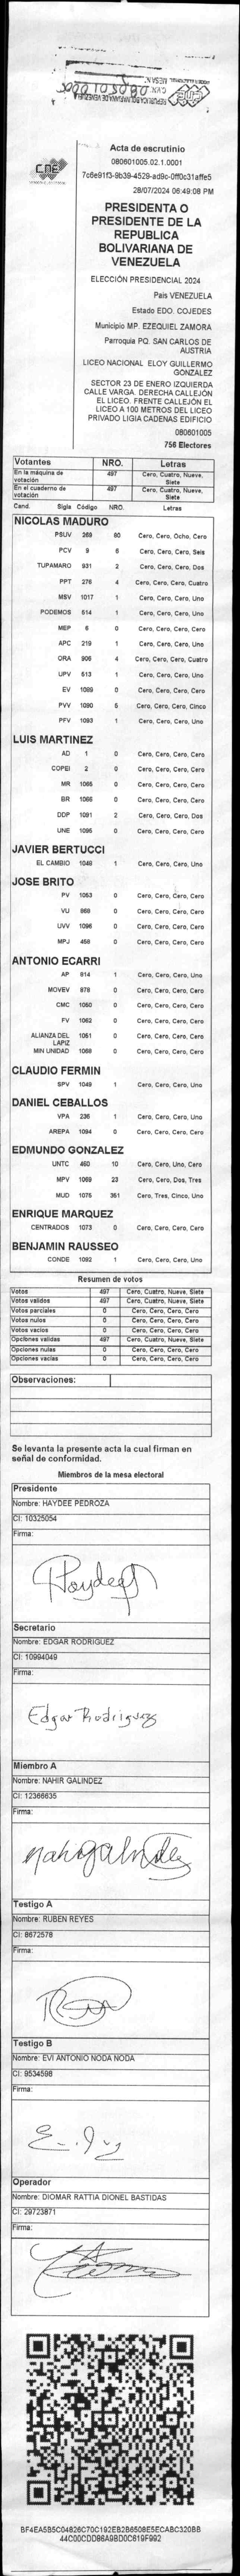 CNE
Acta de escrutinio
080601005.02.1.0001
7c6e91f3-9b39-4529-ad9c-0ff0c31affe5
28/07/2024 06:49:08 PM
PRESIDENTA O
PRESIDENTE DE LA
REPUBLICA
BOLIVARIANA DE
VENEZUELA
ELECCIÓN PRESIDENCIAL 2024
País VENEZUELA
Estado EDO. COJEDES
Municipio MP. EZEQUIEL ZAMORA
Parroquia PQ. SAN CARLOS DE
AUSTRIA
LICEO NACIONAL ELOY GUILLERMO
GONZALEZ
SECTOR 23 DE ENERO IZQUIERDA
CALLE VARGA. DERECHA CALLEJÓN
EL LICEO. FRENTE CALLEJÓN EL
LICEO A 100 METROS DEL LICEO
PRIVADO LIGIA CADENAS EDIFICIO
080601005
756 Electores
Votantes NRO. Letras
En la máquina de votación 497 Cero, Cuatro, Nueve, Siete
En el cuaderno de votación 497 Cero, Cuatro, Nueve, Siete
Cand. Sigla Código NRO. Letras
NICOLAS MADURO
PSUV 269 80 Cero, Cero, Ocho, Cero
PCV 9 6 Cero, Cero, Cero, Seis
TUPAMARO 931 2 Cero, Cero, Cero, Dos
PPT 276 4 Cero, Cero, Cero, Cuatro
MSV 1017 1 Cero, Cero, Cero, Uno
PODEMOS 514 1 Cero, Cero, Cero, Uno
MEP 6 0 Cero, Cero, Cero, Cero
APC 219 1 Cero, Cero, Cero, Uno
ORA 906 4 Cero, Cero, Cero, Cuatro
UPV 513 1 Cero, Cero, Cero, Uno
EV 1099 0 Cero, Cero, Cero, Cero
PVV 1090 5 Cero, Cero, Cero, Cinco
PFV 1093 1 Cero, Cero, Cero, Uno
LUIS MARTINEZ
AD 1 0 Cero, Cero, Cero, Cero
COPEI 2 0 Cero, Cero, Cero, Cero
MR 1065 0 Cero, Cero, Cero, Cero
BR 1066 0 Cero, Cero, Cero, Cero
DDP 1091 2 Cero, Cero, Cero, Dos
UNE 1095 0 Cero, Cero, Cero, Cero
JAVIER BERTUCCI
EL CAMBIO 1048 1 Cero, Cero, Cero, Uno
JOSE BRITO
PV 1053 0 Cero, Cero, Cero, Cero
VU 868 0 Cero, Cero, Cero, Cero
UVV 1096 0 Cero, Cero, Cero, Cero
MPJ 458 0 Cero, Cero, Cero, Cero
ANTONIO ECARRI
AP 814 1 Cero, Cero, Cero, Uno
MOVEV 878 0 Cero, Cero, Cero, Cero
CMC 1050 0 Cero, Cero, Cero, Cero
FV 1062 0 Cero, Cero, Cero, Cero
ALIANZA DEL LAPIZ 1051 0 Cero, Cero, Cero, Cero
MIN UNIDAD 1069 0 Cero, Cero, Cero, Cero
CLAUDIO FERMIN
SPV 1049 1 Cero, Cero, Cero, Uno
DANIEL CEBALLOS
VPA 236 1 Cero, Cero, Cero, Uno
AREPA 1094 0 Cero, Cero, Cero, Cero
EDMUNDO GONZALEZ
UNTC 460 10 Cero, Cero, Uno, Cero
MPV 1069 23 Cero, Cero, Dos, Tres
MUD 1075 351 Cero, Tres, Cinco, Uno
ENRIQUE MARQUEZ
CENTRADOS 1073 0 Cero, Cero, Cero, Cero
BENJAMIN RAUSSEO
CONDE 1092 1 Cero, Cero, Cero, Uno
Resumen de votos
Votos 497 Cero, Cuatro, Nueve, Siete
Votos validos 497 Cero, Cuatro, Nueve, Siete
Votos parciales 0 Cero, Cero, Cero, Cero
Votos nulos 0 Cero, Cero, Cero, Cero
Votos vacios 0 Cero, Cero, Cero, Cero
Opciones validas 497 Cero, Cuatro, Nueve, Siete
Opciones nulas 0 Cero, Cero, Cero, Cero
Opciones vacias 0 Cero, Cero, Cero, Cero
Observaciones:
Se levanta la presente acta la cual firman en
señal de conformidad.
Miembros de la mesa electoral
Presidente
Nombre: HAYDEE PEDROZA
CI: 10325054
Firma:
Secretario
Nombre: EDGAR RODRIGUEZ
CI: 10994049
Firma:
Edgar Rodriguez
Miembro A
Nombre: NAHIR GALINDEZ
CI: 12366635
Firma:
Testigo A
Nombre: RUBEN REYES
CI: 8672578
Firma:
Testigo B
Nombre: EVI ANTONIO NODA NODA
CI: 9534598
Firma:
Operador
Nombre: DIOMAR RATTIA DIONEL BASTIDAS
CI: 29723871
Firma:
BF4EA5B5C04826C70C192EB2B6508E5ECABC320BB
44C00CDD86A9BD0C619F992